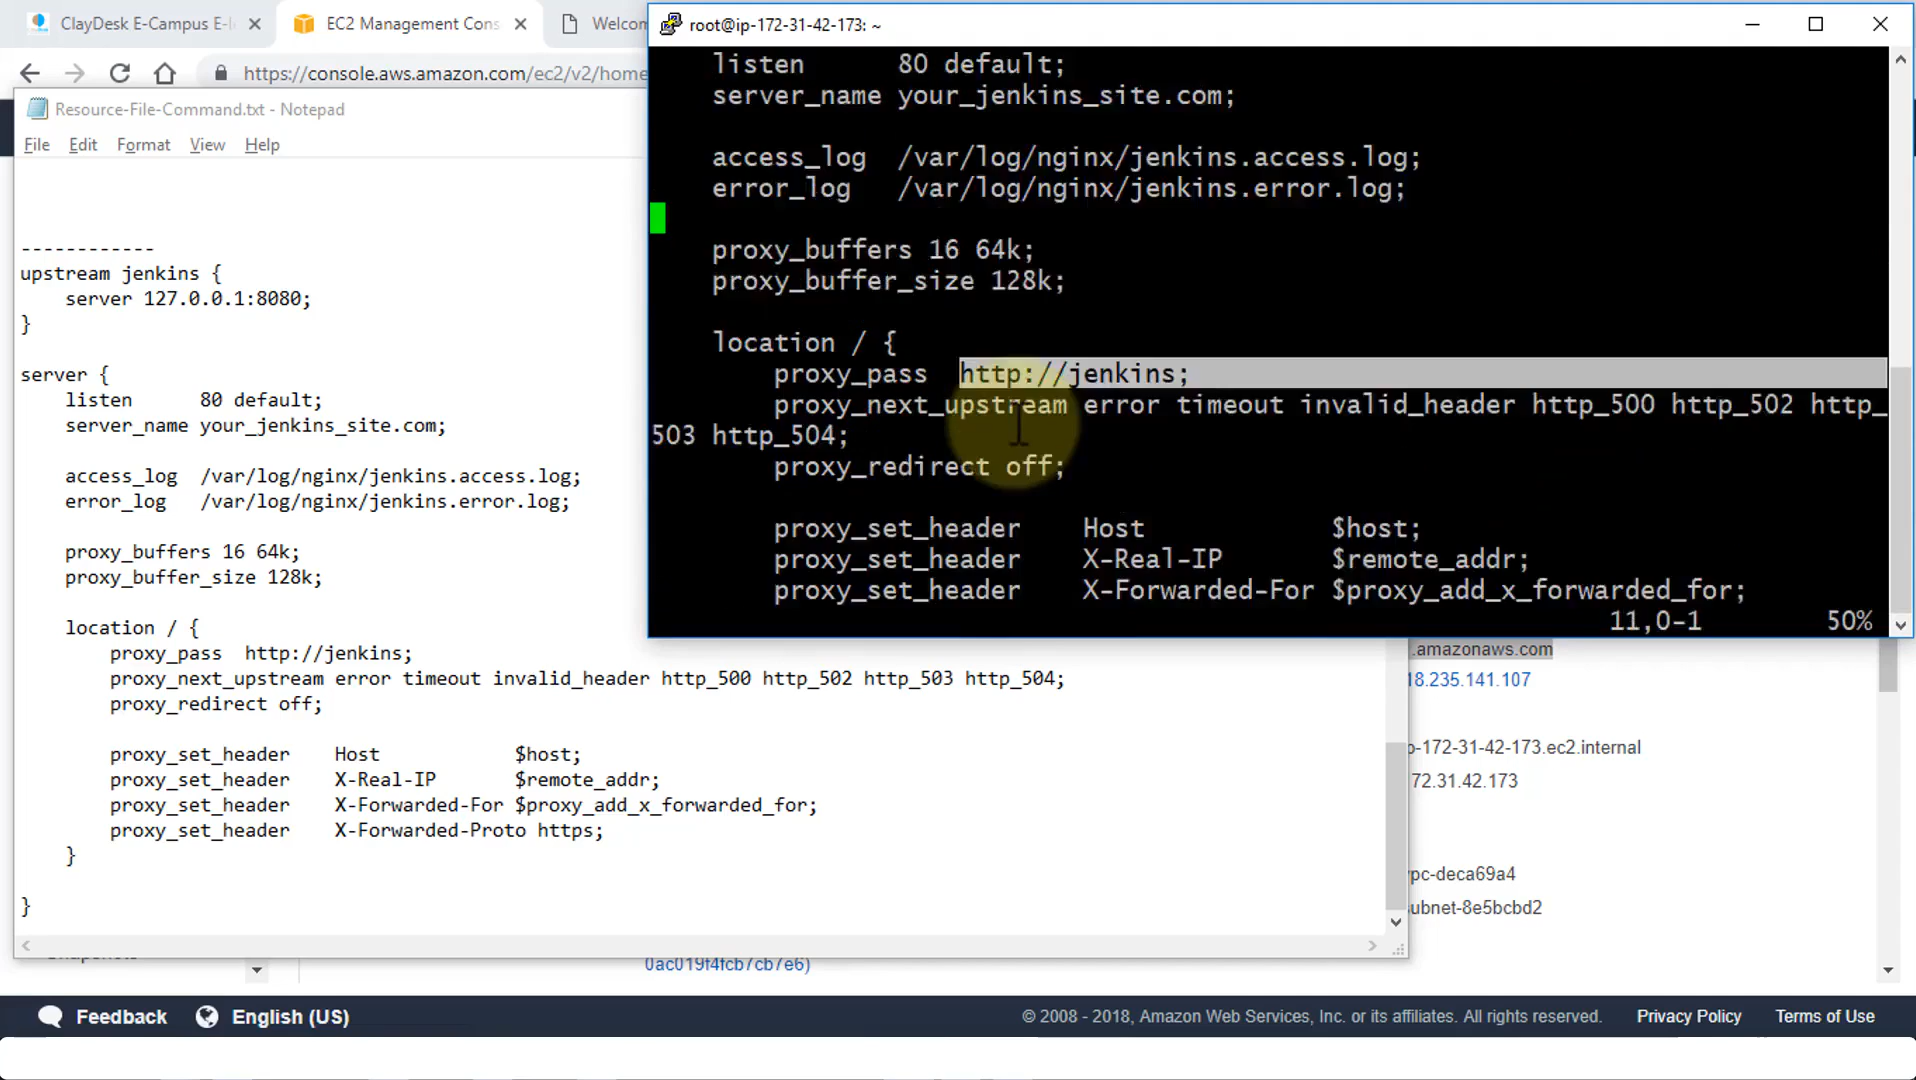 ClayDesk E-Campus E-l
EC2 Management Cons
Welcom
https://console.aws.amazon.com/ec2/v2/home
Resource-File-Command.txt - Notepad
File Edit Format View Help
------------
upstream jenkins {
server 127.0.0.1:8080;
}
server {
listen 80 default;
server_name your_jenkins_site.com;
access_log /var/log/nginx/jenkins.access.log;
error_log /var/log/nginx/jenkins.error.log;
proxy_buffers 16 64k;
proxy_buffer_size 128k;
location / {
proxy_pass http://jenkins;
proxy_next_upstream error timeout invalid_header http_500 http_502 http_503 http_504;
proxy_redirect off;
proxy_set_header Host $host;
proxy_set_header X-Real-IP $remote_addr;
proxy_set_header X-Forwarded-For $proxy_add_x_forwarded_for;
proxy_set_header X-Forwarded-Proto https;
}
}
root@ip-172-31-42-173: ~
listen 80 default;
server_name your_jenkins_site.com;
access_log /var/log/nginx/jenkins.access.log;
error_log /var/log/nginx/jenkins.error.log;
proxy_buffers 16 64k;
proxy_buffer_size 128k;
location / {
proxy_pass http://jenkins;
proxy_next_upstream error timeout invalid_header http_500 http_502 http_
503 http_504;
proxy_redirect off;
proxy_set_header Host $host;
proxy_set_header X-Real-IP $remote_addr;
proxy_set_header X-Forwarded-For $proxy_add_x_forwarded_for;
11,0-1 50%
.amazonaws.com
18.235.141.107
p-172-31-42-173.ec2.internal
72.31.42.173
vpc-deca69a4
subnet-8e5bcbd2
0ac019f4fcb7cb7e6)
Feedback English (US)
© 2008 - 2018, Amazon Web Services, Inc. or its affiliates. All rights reserved. Privacy Policy Terms of Use